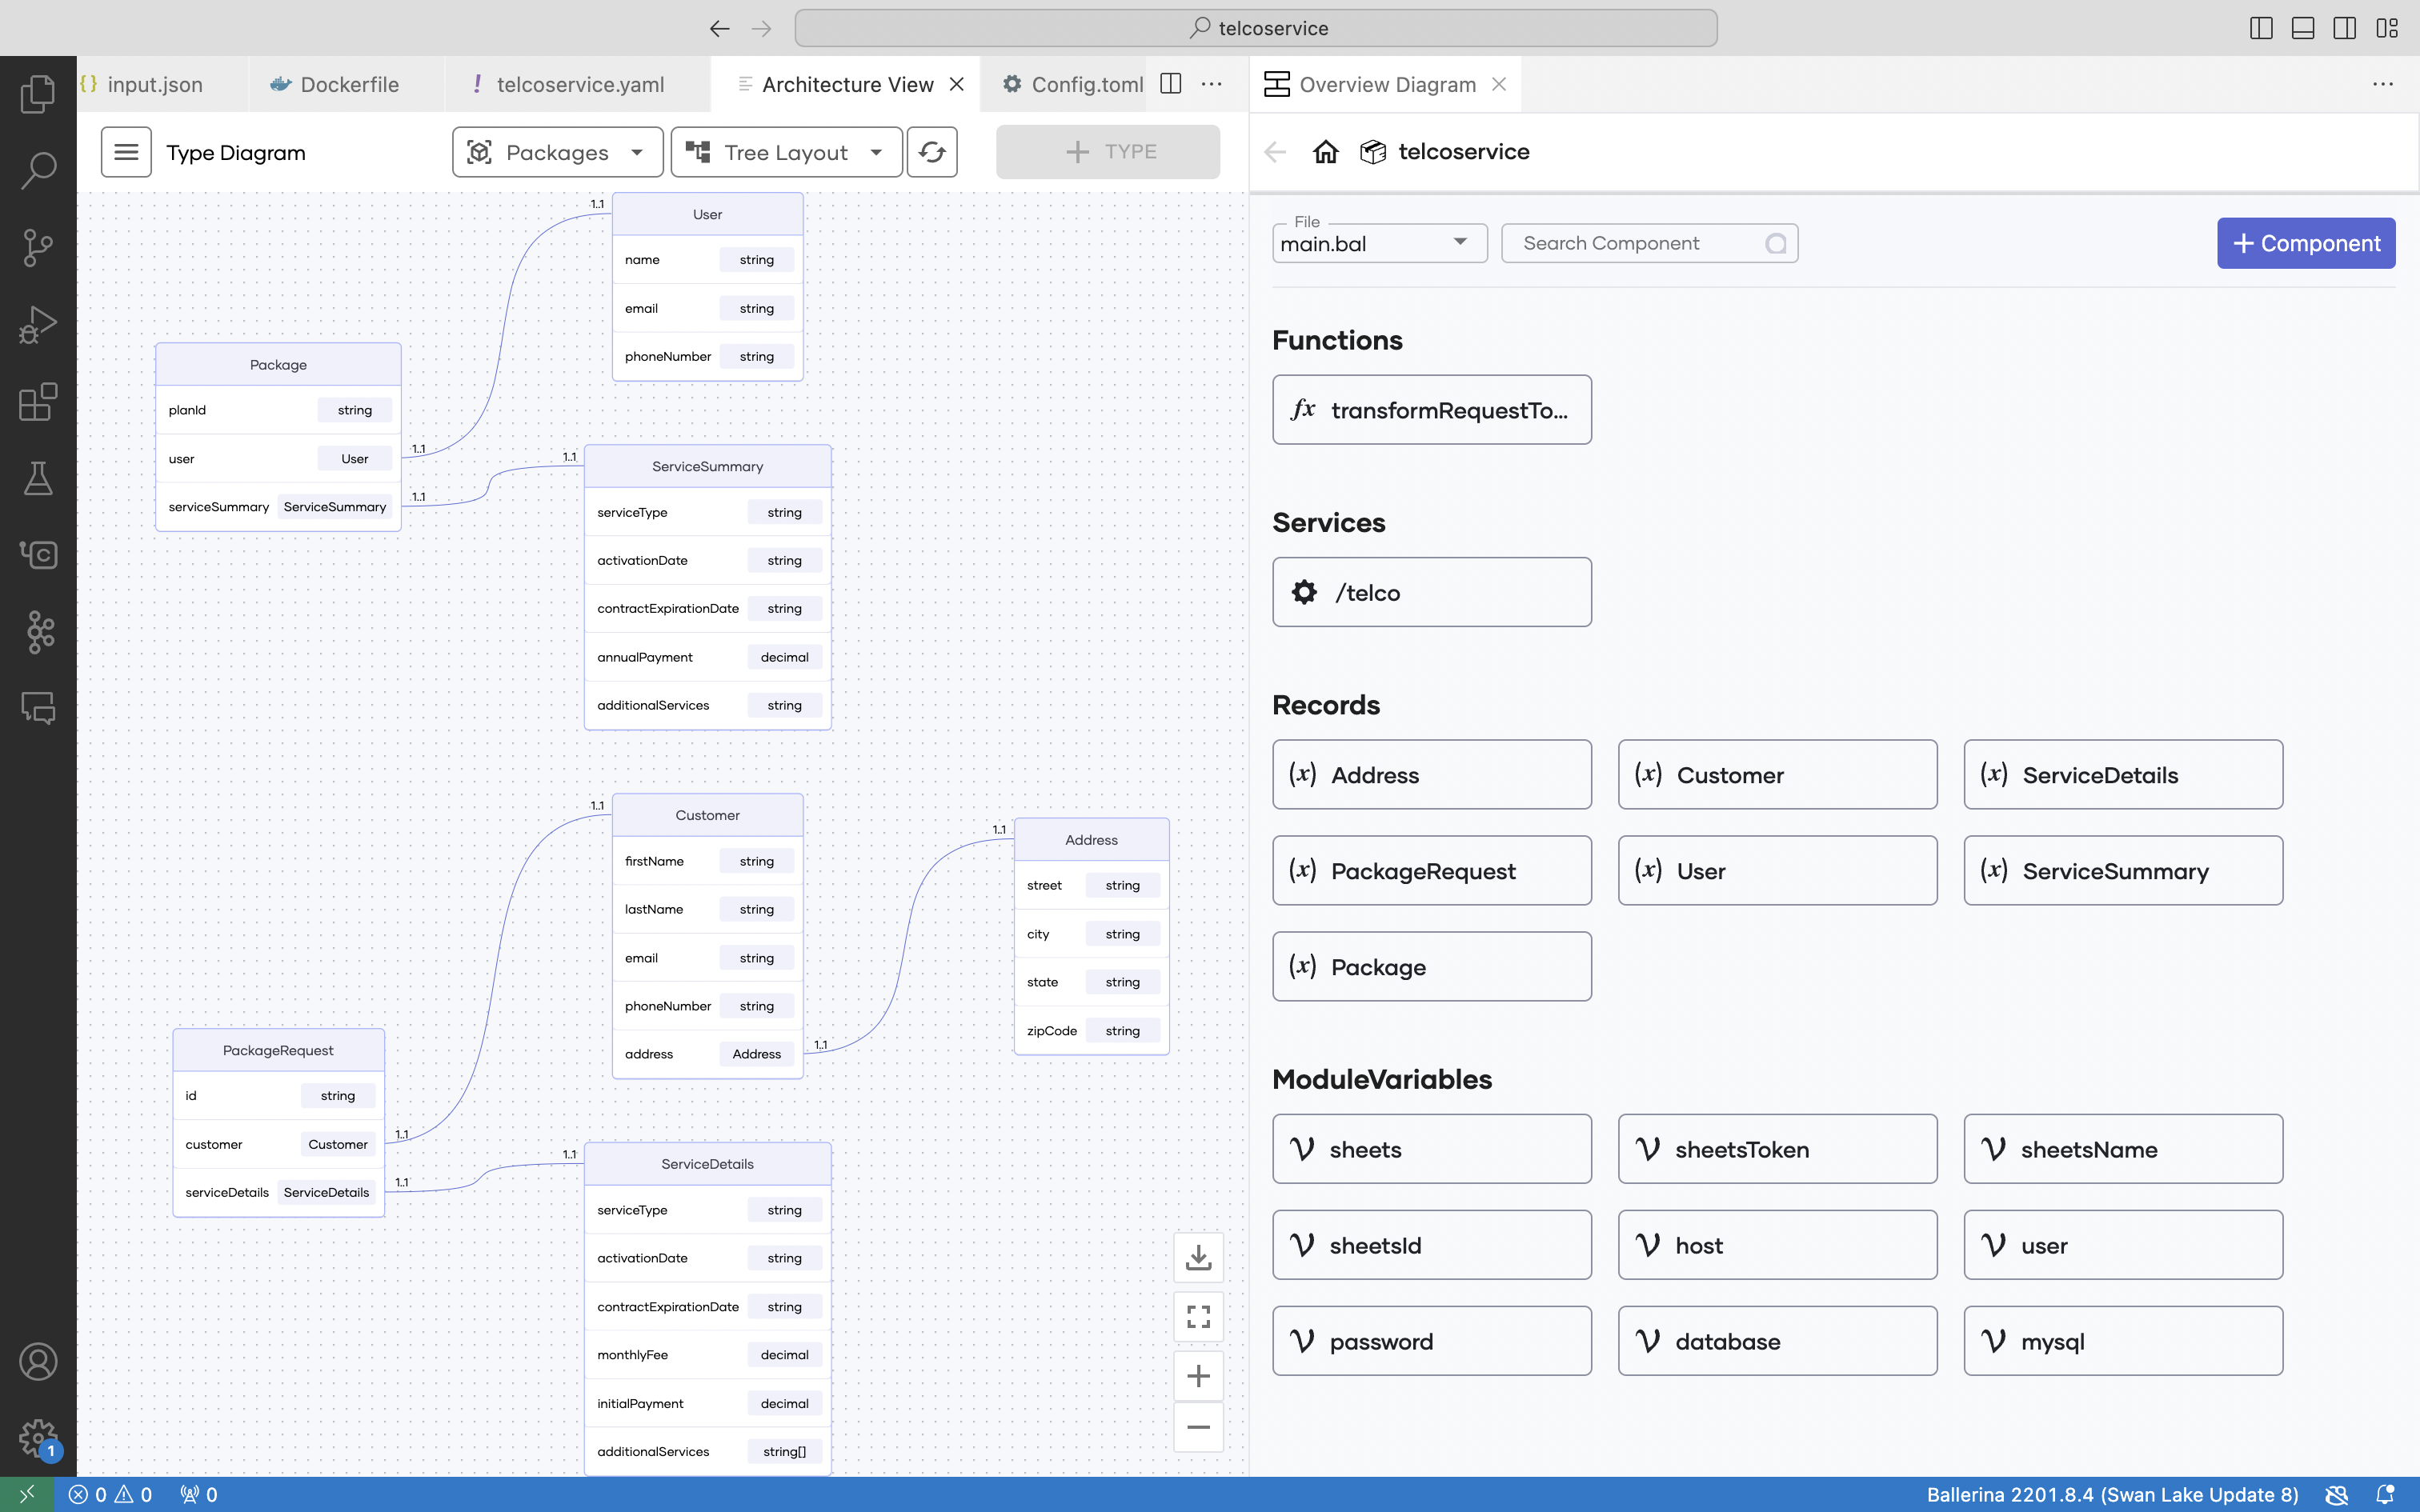 telcoservice
input.json
Dockerfile
! telcoservice.yaml
Architecture View
Config.toml
Overview Diagram
Type Diagram
Packages
Tree Layout
+ TYPE
User
1..1
name string
email string
phoneNumber string
Package
planId string
user User
1..1
serviceSummary ServiceSummary
1..1
1..1
ServiceSummary
serviceType string
activationDate string
contractExpirationDate string
annualPayment decimal
additionalServices string
1..1
Customer
firstName string
lastName string
email string
phoneNumber string
address Address
1..1
1..1
Address
street string
city string
state string
zipCode string
PackageRequest
id string
customer Customer
1..1
serviceDetails ServiceDetails
1..1
1..1
ServiceDetails
serviceType string
activationDate string
contractExpirationDate string
monthlyFee decimal
initialPayment decimal
additionalServices string[]
telcoservice
File
main.bal
Search Component
+ Component
Functions
fx transformRequestTo...
Services
/telco
Records
(x) Address
(x) Customer
(x) ServiceDetails
(x) PackageRequest
(x) User
(x) ServiceSummary
(x) Package
ModuleVariables
V sheets
V sheetsToken
V sheetsName
V sheetsId
V host
V user
V password
V database
V mysql
1
0 0 0
Ballerina 2201.8.4 (Swan Lake Update 8)